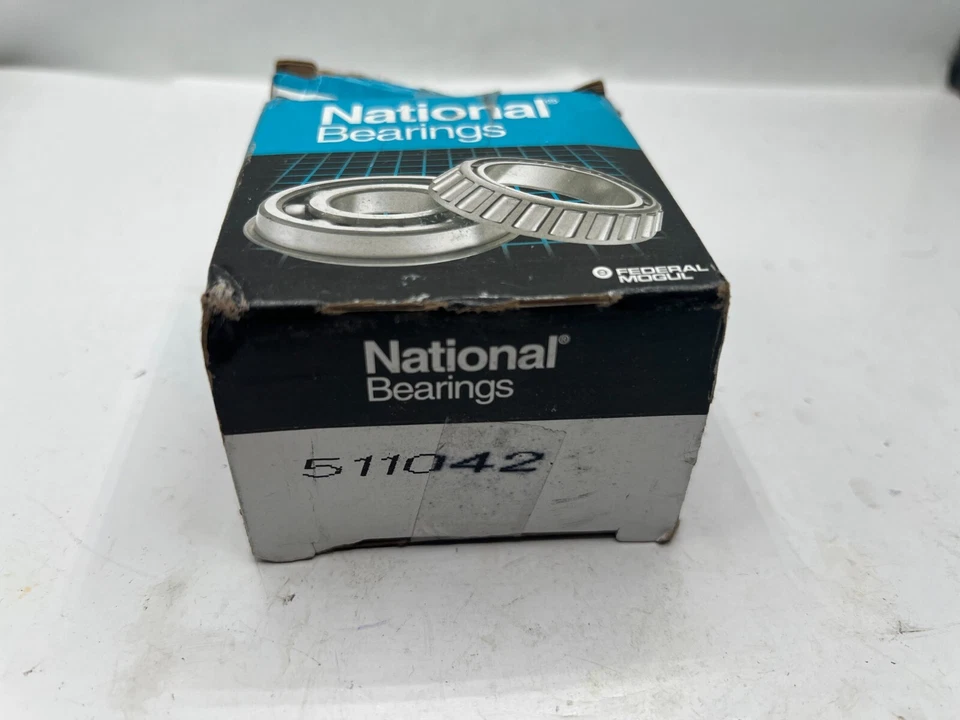 National®
Bearings
FEDERAL
MOGUL
National®
Bearings
511042